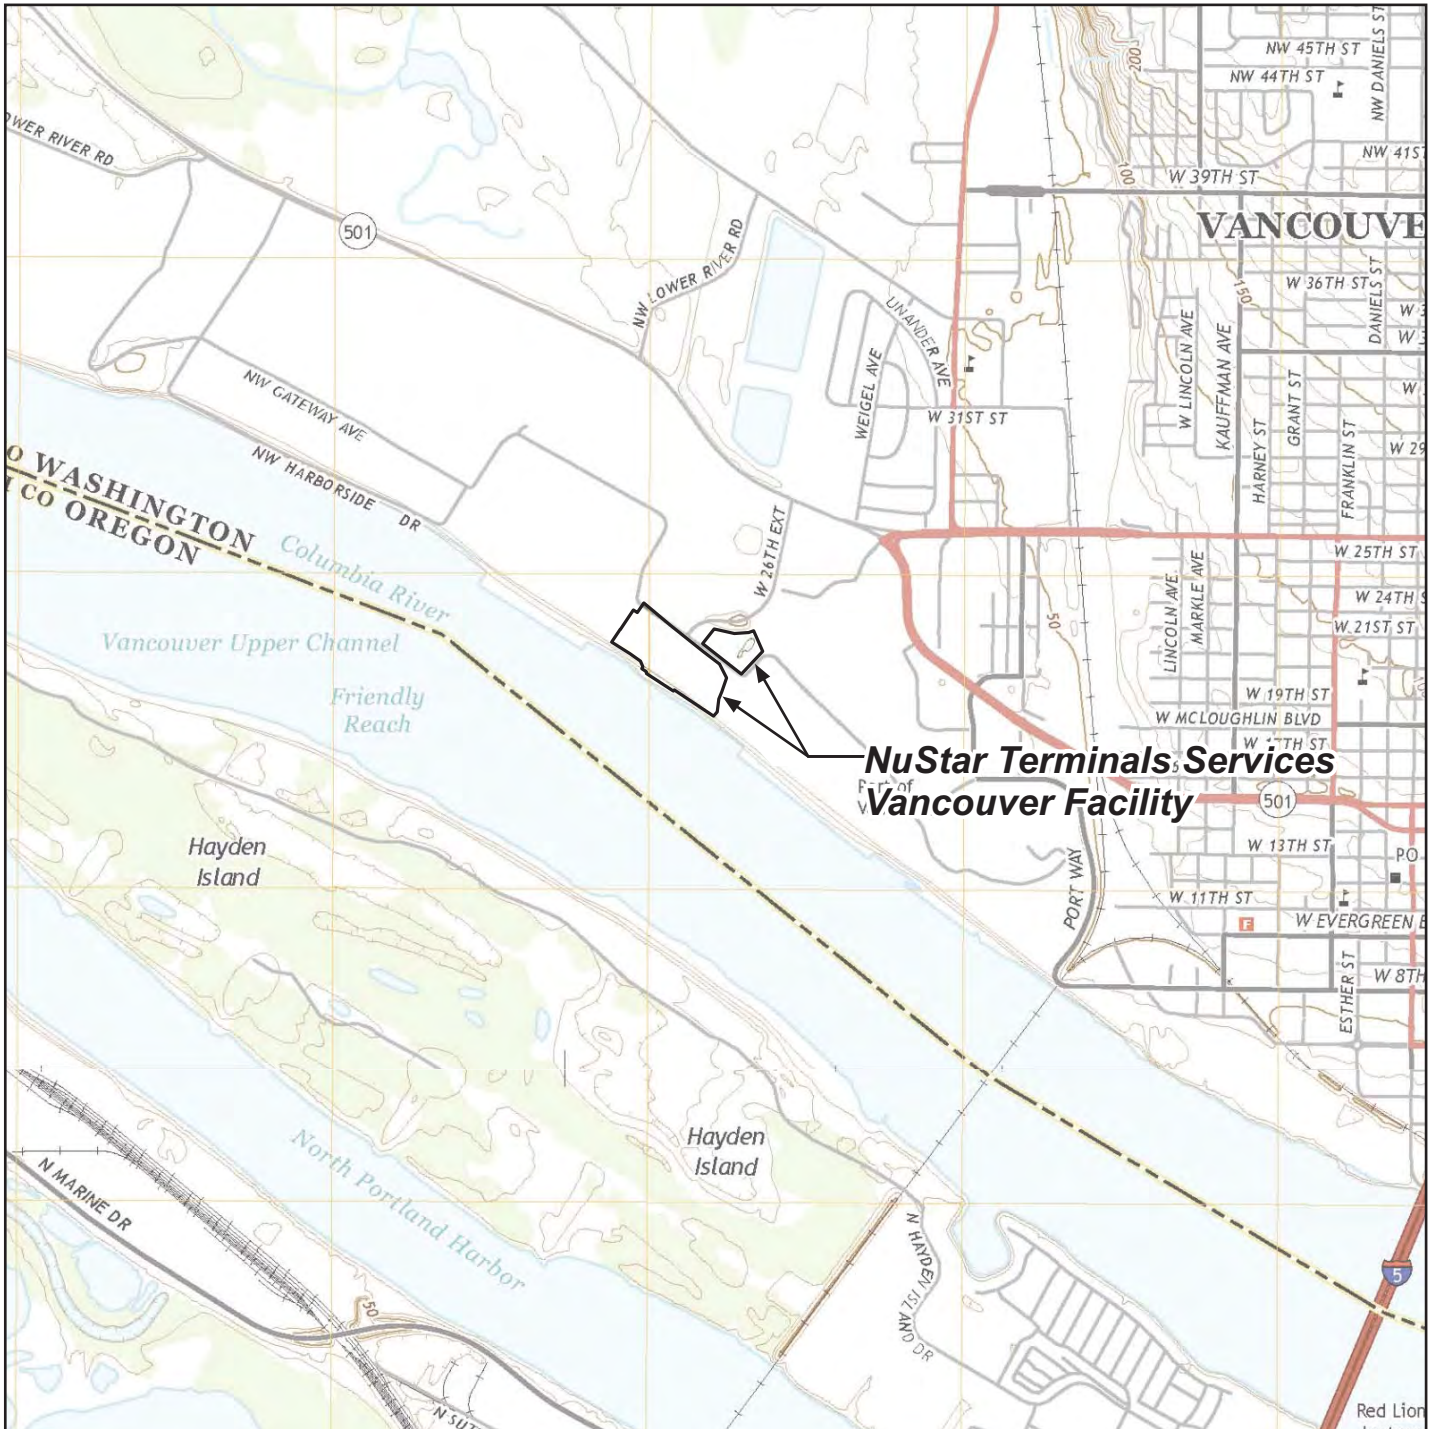 NW 45TH ST
NW 44TH ST
NW DANIELS ST
200
OWER RIVER RD
NW 41ST
100
W 39TH ST
VANCOUVE
501
NW LOWER RIVER RD
W 36TH ST
DANIELS ST
150
UNANDER AVE
W LINCOLN AVE
KAUFFMAN AVE
WEIGEL AVE
W 31ST ST
GRANT ST
HARNEY ST
FRANKLIN ST
W 29
NW GATEWAY AVE
NW HARBORSIDE DR
O WASHINGTON
CO OREGON
Columbia River
Vancouver Upper Channel
Friendly
Reach
W 26TH EXT
W 25TH ST
W 24TH S
W 21ST ST
LINCOLN AVE
MARKLE AVE
50
W 19TH ST
W MCLOUGHLIN BLVD
NuStar Terminals Services
Vancouver Facility
501
W 13TH ST
PO
Hayden
Island
PORT WAY
W 11TH ST
F
W EVERGREEN B
W 8TH
ESTHER ST
Hayden
Island
North Portland Harbor
N MARINE DR
N HAYDEN ISLAND DR
5
50
Red Lion